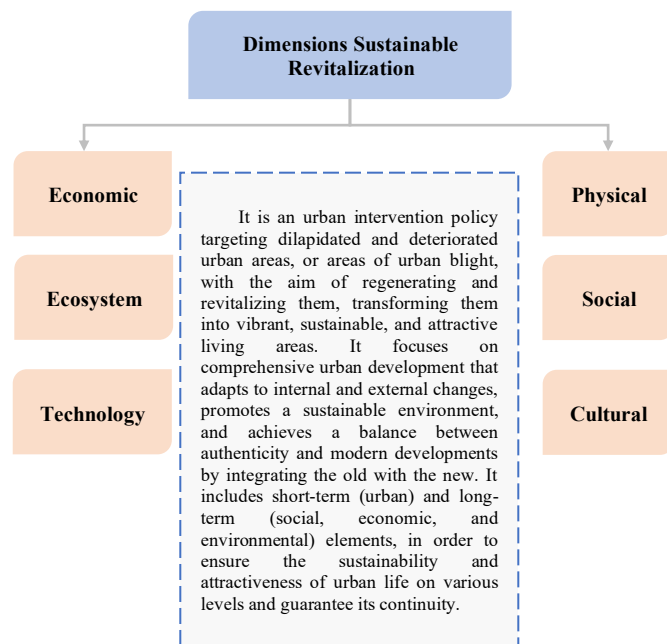 Dimensions Sustainable
Revitalization
Economic
Ecosystem
Technology
It is an urban intervention policy
targeting dilapidated and deteriorated
urban areas, or areas of urban blight,
with the aim of regenerating and
revitalizing them, transforming them
into vibrant, sustainable, and attractive
living areas. It focuses on
comprehensive urban development that
adapts to internal and external changes,
promotes a sustainable environment,
and achieves a balance between
authenticity and modern developments
by integrating the old with the new. It
includes short-term (urban) and long-
term (social, economic, and
environmental) elements, in order to
ensure the sustainability and
attractiveness of urban life on various
levels and guarantee its continuity.
Physical
Social
Cultural